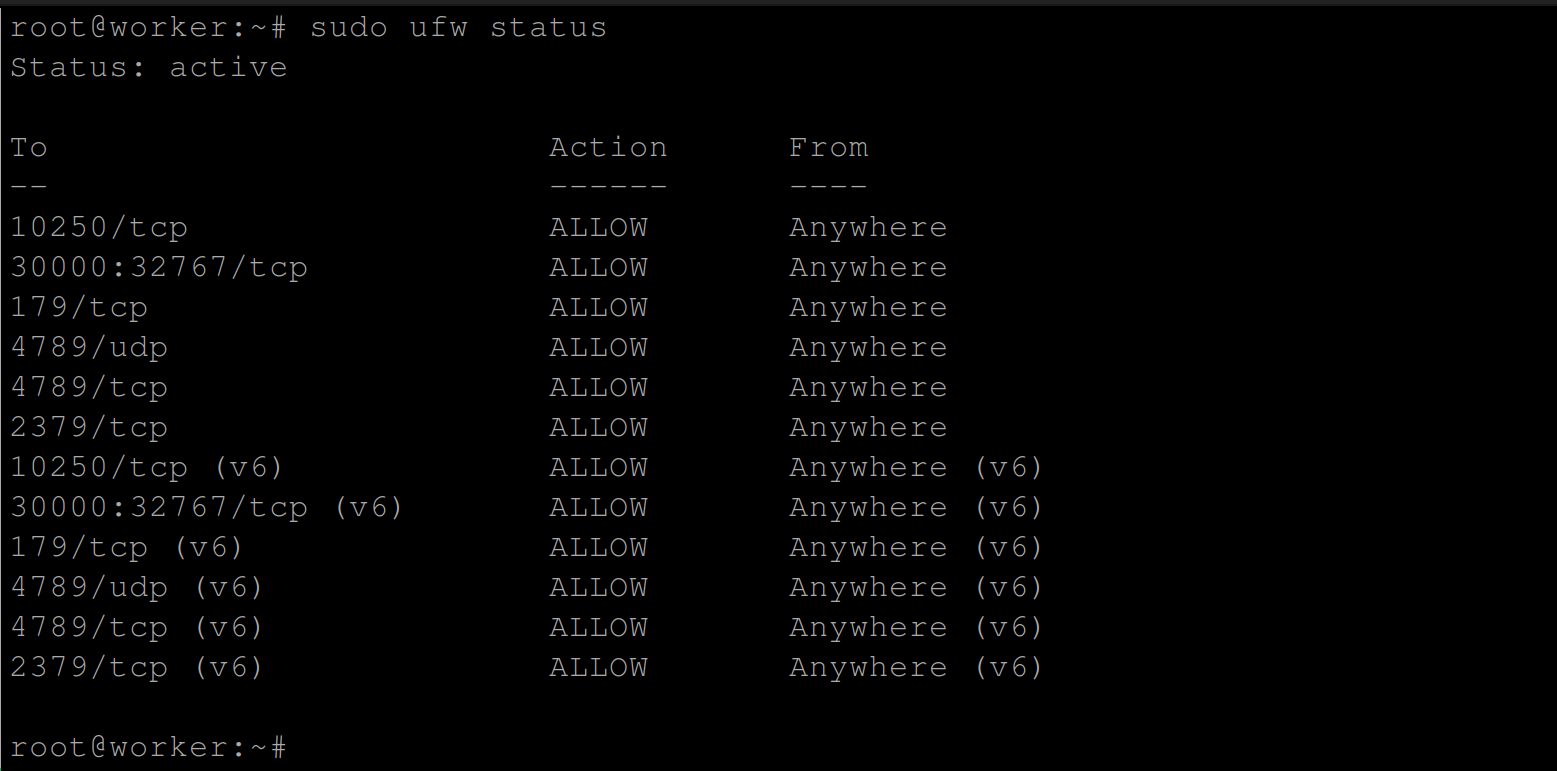 root@worker:~# sudo ufw status
Status: active
To                         Action      From
--                         ------      ----
10250/tcp                  ALLOW       Anywhere
30000:32767/tcp            ALLOW       Anywhere
179/tcp                    ALLOW       Anywhere
4789/udp                   ALLOW       Anywhere
4789/tcp                   ALLOW       Anywhere
2379/tcp                   ALLOW       Anywhere
10250/tcp (v6)             ALLOW       Anywhere (v6)
30000:32767/tcp (v6)       ALLOW       Anywhere (v6)
179/tcp (v6)               ALLOW       Anywhere (v6)
4789/udp (v6)              ALLOW       Anywhere (v6)
4789/tcp (v6)              ALLOW       Anywhere (v6)
2379/tcp (v6)              ALLOW       Anywhere (v6)
root@worker:~#